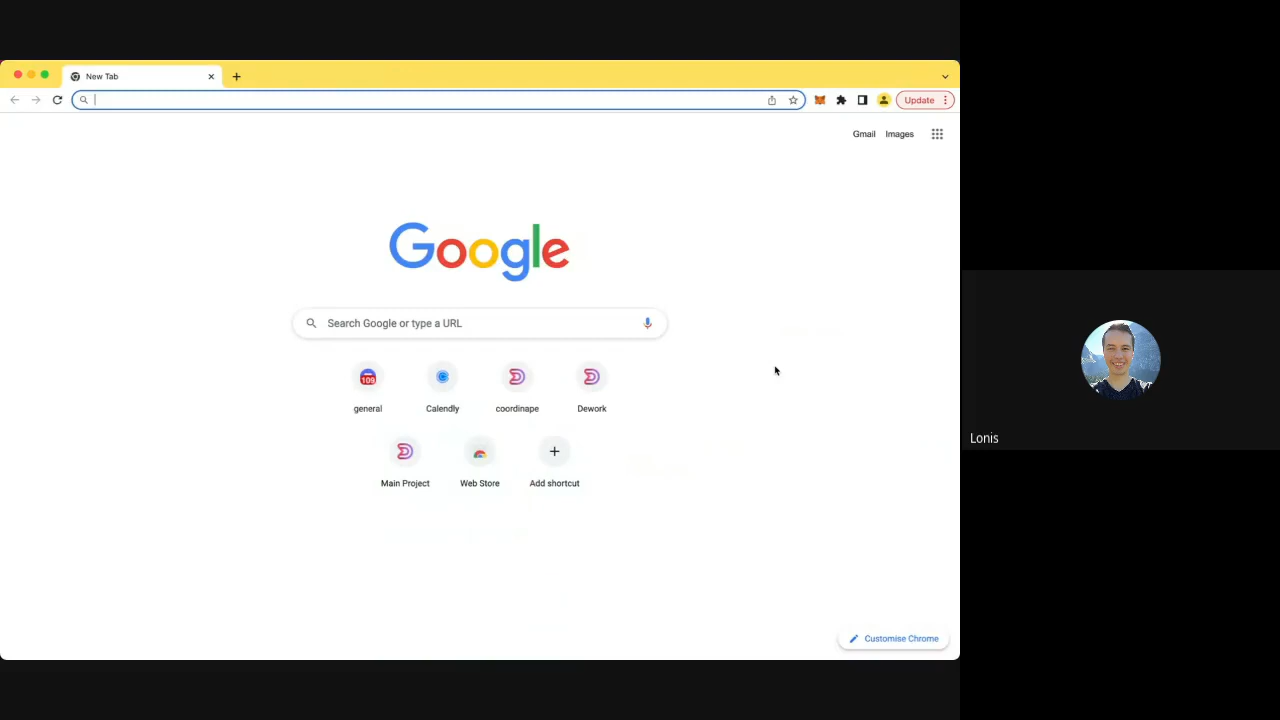 New Tab
Update
Gmail Images
Google
Search Google or type a URL
109
general Calendly coordinape Dework
Main Project Web Store Add shortcut
Customise Chrome
Lonis